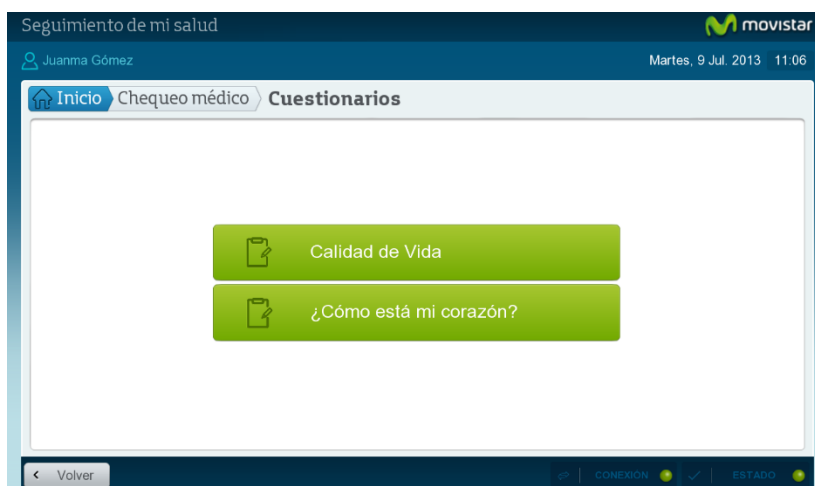 Seguimiento de mi salud
movistar
Juanma Gómez
Martes, 9 Jul. 2013 11:06
Inicio Chequeo médico Cuestionarios
Calidad de Vida
¿Cómo está mi corazón?
Volver
CONEXIÓN
ESTADO